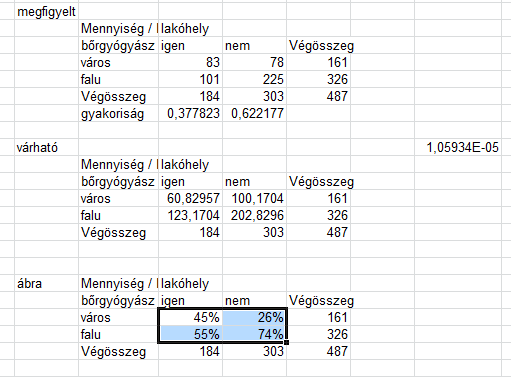 megfigyelt
Mennyiség / lakóhely
bőrgyógyász igen nem Végösszeg
város 83 78 161
falu 101 225 326
Végösszeg 184 303 487
gyakoriság 0,377823 0,622177
várható 1,05934E-05
Mennyiség / lakóhely
bőrgyógyász igen nem Végösszeg
város 60,82957 100,1704 161
falu 123,1704 202,8296 326
Végösszeg 184 303 487
ábra Mennyiség / lakóhely
bőrgyógyász igen nem Végösszeg
város 45% 26% 161
falu 55% 74% 326
Végösszeg 184 303 487